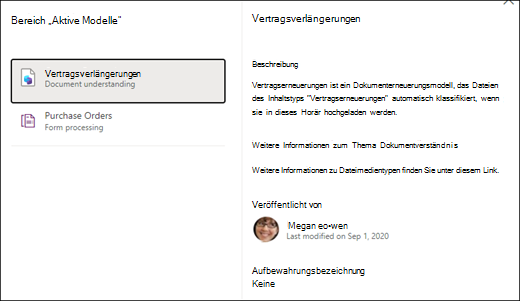 Bereich „Aktive Modelle"
Vertragsverlängerungen
Document understanding
Purchase Orders
Form processing
Vertragsverlängerungen
Beschreibung
Vertragserneuerungen ist ein Dokumenterneuerungsmodell, das Dateien
des Inhaltstyps "Vertragserneuerungen" automatisch klassifiziert, wenn
sie in dieses Horär hochgeladen werden.
Weitere Informationen zum Thema Dokumentverständnis
Weitere Informationen zu Dateimedientypen finden Sie unter diesem Link.
Veröffentlicht von
Megan eo•wen
Last modified on Sep 1, 2020
Aufbewahrungsbezeichnung
Keine